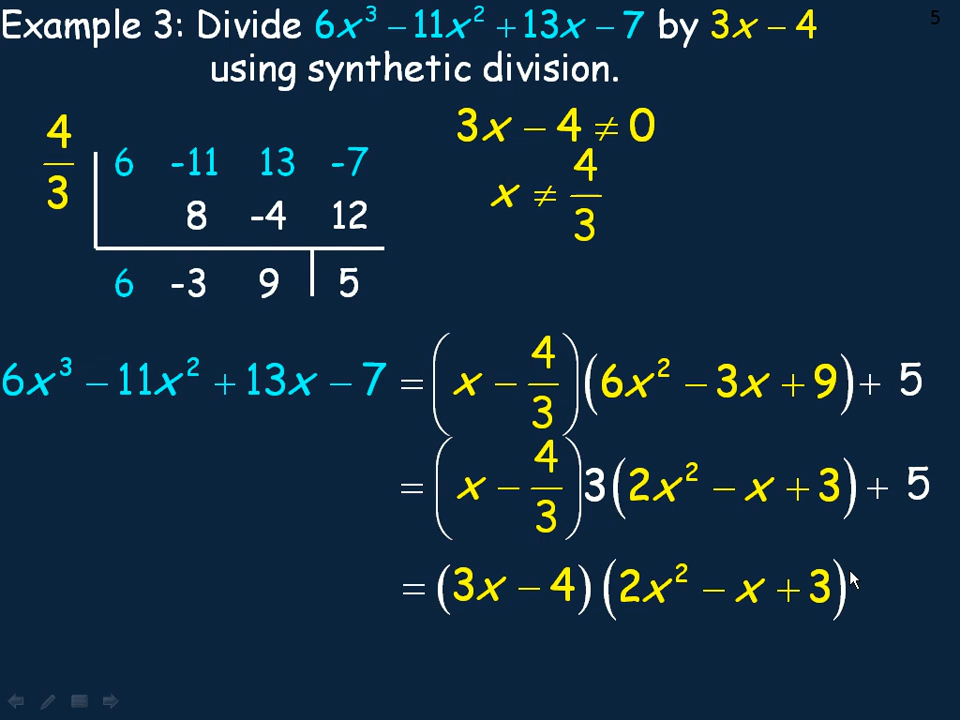 5
Example 3: Divide 6x³ − 11x² + 13x − 7 by 3x − 4
using synthetic division.
3x − 4 ≠ 0
x ≠ 4/3
4/3 | 6 -11 13 -7
8 -4 12
6 -3 9 | 5
6x³ − 11x² + 13x − 7 = (x − 4/3)(6x² − 3x + 9) + 5
= (x − 4/3)3(2x² − x + 3) + 5
= (3x − 4)(2x² − x + 3)